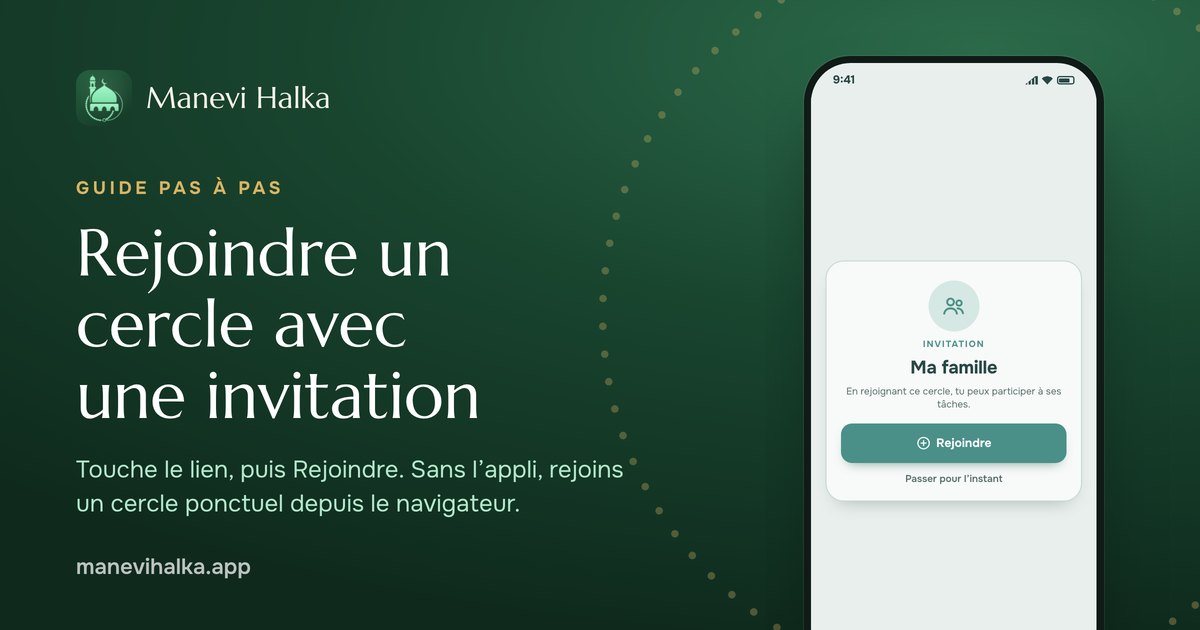 Manevi Halka
GUIDE PAS À PAS
Rejoindre un
cercle avec
une invitation
Touche le lien, puis Rejoindre. Sans l’appli, rejoins
un cercle ponctuel depuis le navigateur.
manevihalka.app
9:41
INVITATION
Ma famille
En rejoignant ce cercle, tu peux participer à ses
tâches.
Rejoindre
Passer pour l’instant